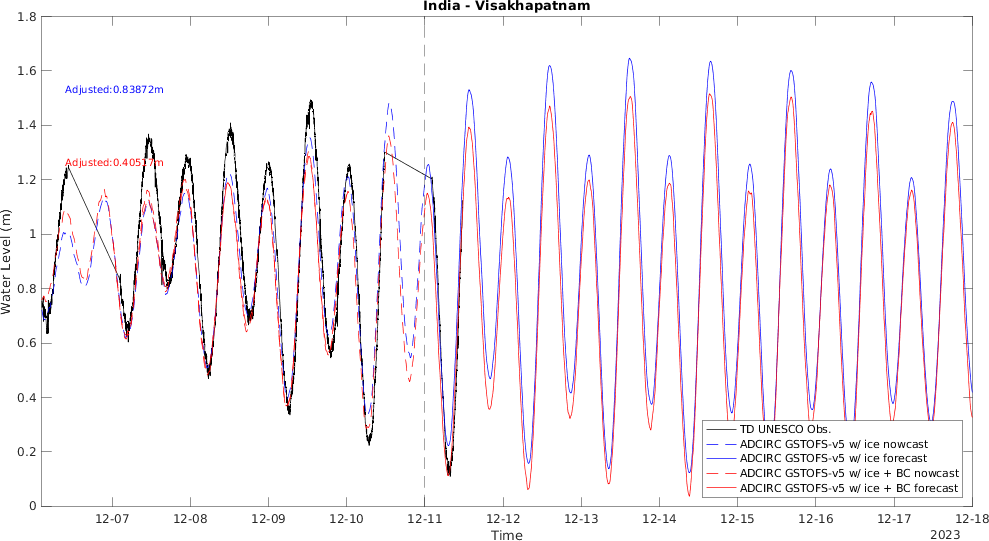 India - Visakhapatnam
Water Level (m)
1.8
1.6
1.4
1.2
1
0.8
0.6
0.4
0.2
0
Adjusted:0.83872m
12-07
12-08
12-09
12-10
12-11
12-12
12-13
12-14
12-15
12-16
12-17
12-18
Time
2023
TD UNESCO Obs.
ADCIRC GSTOFS-v5 w/ ice nowcast
ADCIRC GSTOFS-v5 w/ ice forecast
ADCIRC GSTOFS-v5 w/ ice + BC nowcast
ADCIRC GSTOFS-v5 w/ ice + BC forecast